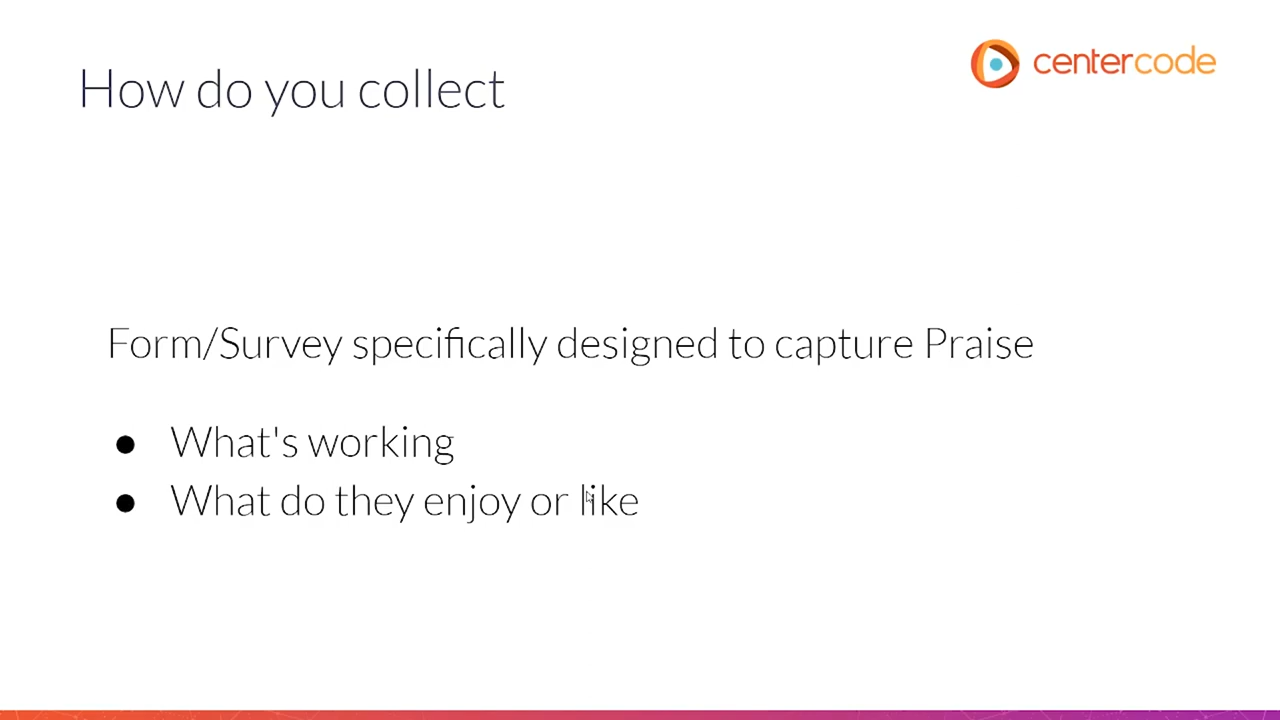 How do you collect
centercode
Form/Survey specifically designed to capture Praise
● What's working
● What do they enjoy or like